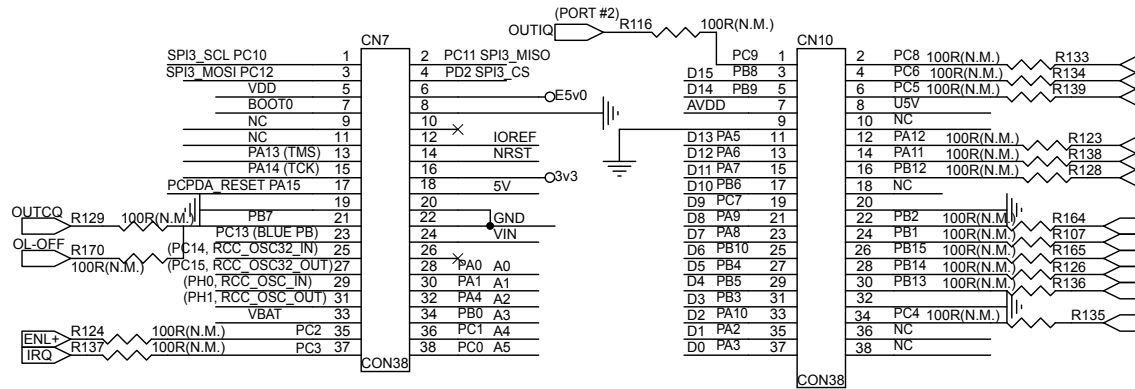 (PORT #2)
OUTIQ R116 100R(N.M.)
CN7 CN10
SPI3_SCL PC10 1 2 PC11 SPI3_MISO PC9 1 2 PC8 100R(N.M.) R133
SPI3_MOSI PC12 3 4 PD2 SPI3_CS D15 PB8 3 4 PC6 100R(N.M.) R134
VDD 5 6 E5v0 D14 PB9 5 6 PC5 100R(N.M.) R139
BOOT0 7 8 AVDD 7 8 U5V
NC 9 10 9 10 NC
NC 11 12 IOREF D13 PA5 11 12 PA12 100R(N.M.) R123
PA13 (TMS) 13 14 NRST D12 PA6 13 14 PA11 100R(N.M.) R138
PA14 (TCK) 15 16 3v3 D11 PA7 15 16 PB12 100R(N.M.) R128
PCPDA_RESET PA15 17 18 5V D10 PB6 17 18 NC
19 20 D9 PC7 19 20
OUTCQ R129 100R(N.M.) PB7 21 22 GND D8 PA9 21 22 PB2 100R(N.M.) R164
PC13 (BLUE PB) 23 24 VIN D7 PA8 23 24 PB1 100R(N.M.) R107
OL-OFF R170 100R(N.M.) (PC14, RCC_OSC32_IN) 25 26 D6 PB10 25 26 PB15 100R(N.M.) R165
(PC15, RCC_OSC32_OUT) 27 28 PA0 A0 D5 PB4 27 28 PB14 100R(N.M.) R126
(PH0, RCC_OSC_IN) 29 30 PA1 A1 D4 PB5 29 30 PB13 100R(N.M.) R136
(PH1, RCC_OSC_OUT) 31 32 PA4 A2 D3 PB3 31 32
VBAT 33 34 PB0 A3 D2 PA10 33 34 PC4 100R(N.M.) R135
ENL+ R124 100R(N.M.) PC2 35 36 PC1 A4 D1 PA2 35 36 NC
IRQ R137 100R(N.M.) PC3 37 38 PC0 A5 D0 PA3 37 38 NC
CON38 CON38